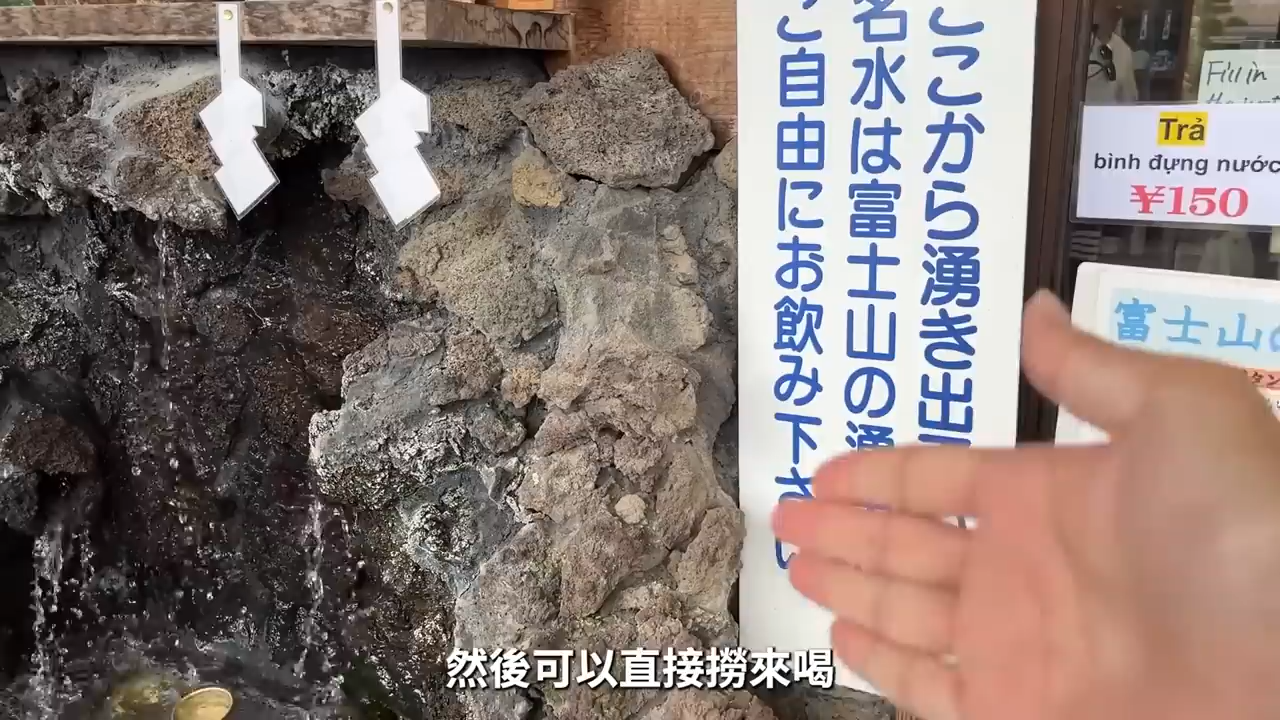 ここから湧き出
名水は富士山の湧
ご自由にお飲み下さい
Fill in
Trả
bình đựng nước
¥150
富士山の
然後可以直接撈來喝